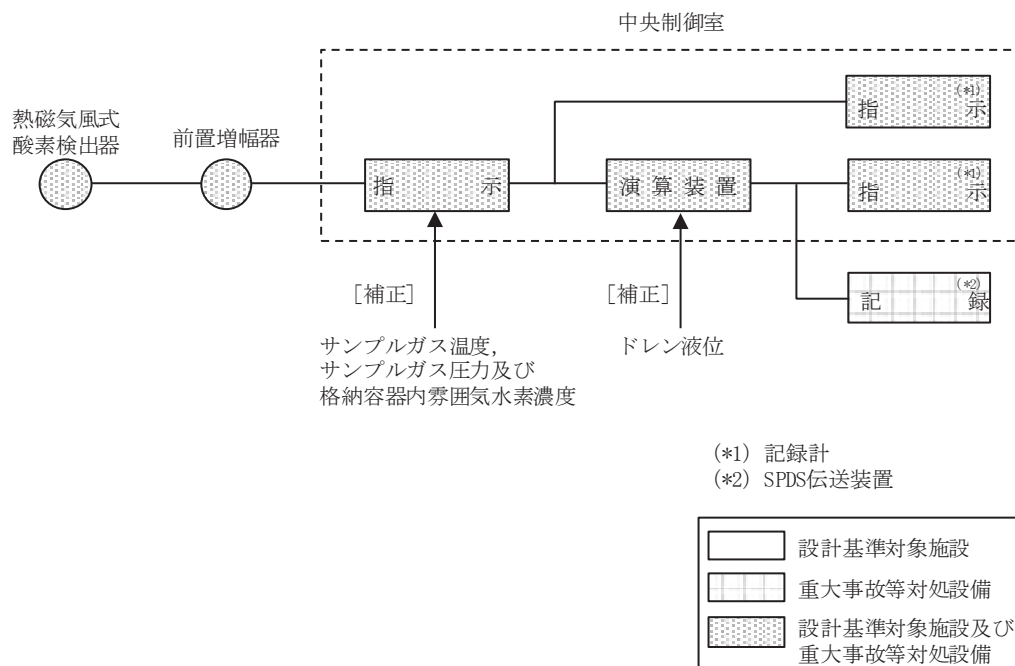 中央制御室
熱磁気風式
酸素検出器
前置増幅器
指 示 (*1)
指 示
演 算 装 置
指 示 (*1)
記 録 (*2)
[補正]
[補正]
サンプルガス温度,
サンプルガス圧力及び
格納容器内雰囲気水素濃度
ドレン液位
(*1) 記録計
(*2) SPDS伝送装置
設計基準対象施設
重大事故等対処設備
設計基準対象施設及び
重大事故等対処設備